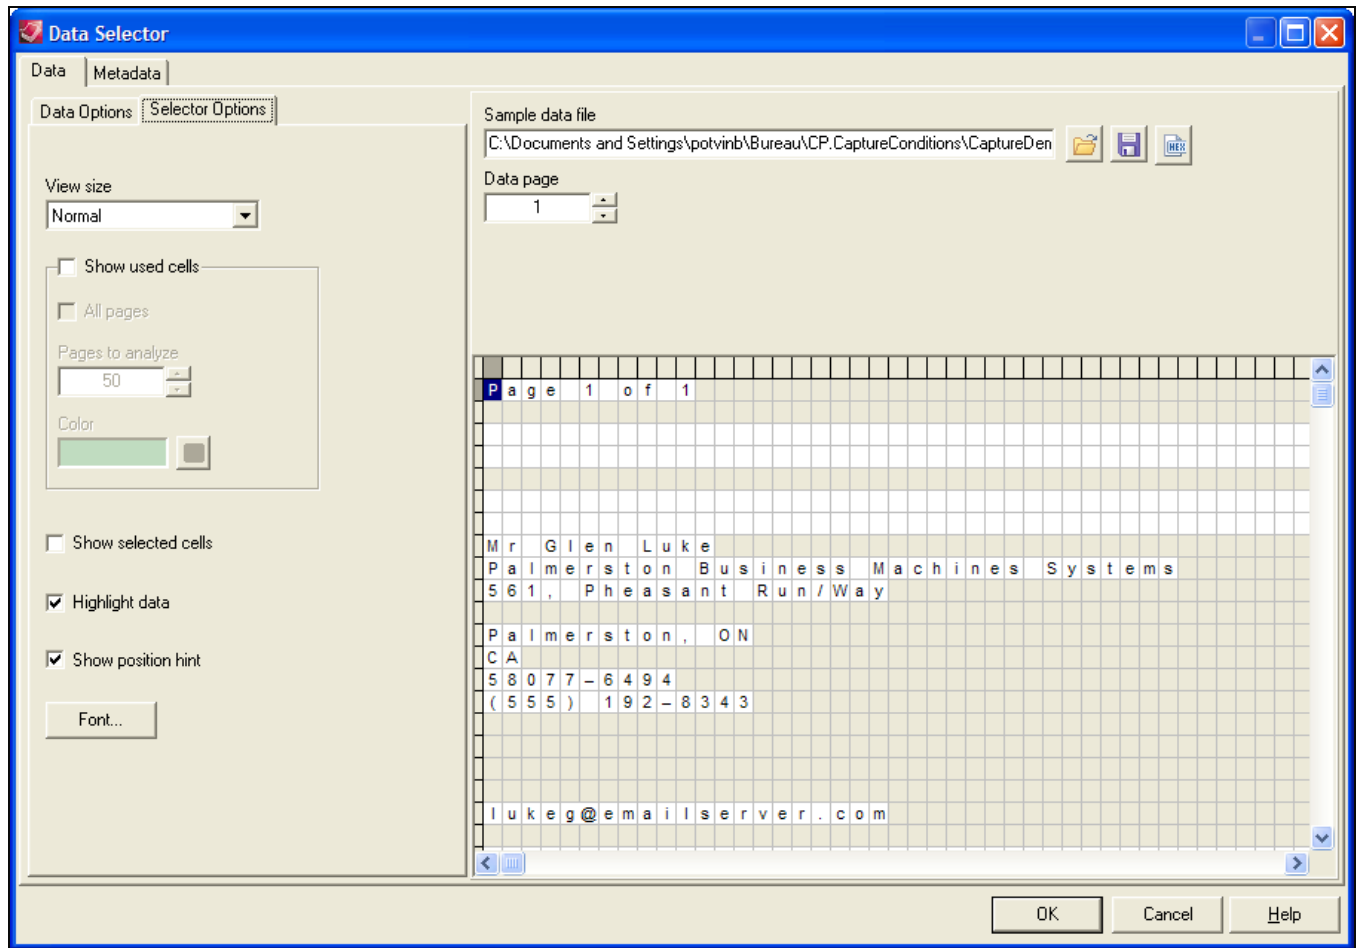 Data Selector
Data
Metadata
Data Options
Selector Options
View size
Normal
Show used cells
All pages
Pages to analyze
50
Color
Show selected cells
Highlight data
Show position hint
Font...
Sample data file
C:\Documents and Settings\potvinb\Bureau\CP.CaptureConditions\CaptureDen
HEX
Data page
1
Page 1 of 1
Mr Glen Luke
Palmerston Business Machines Systems
561, Pheasant Run/Way
Palmerston, ON
CA
58077-6494
(555) 192-8343
lukeg@emailserver.com
OK
Cancel
Help